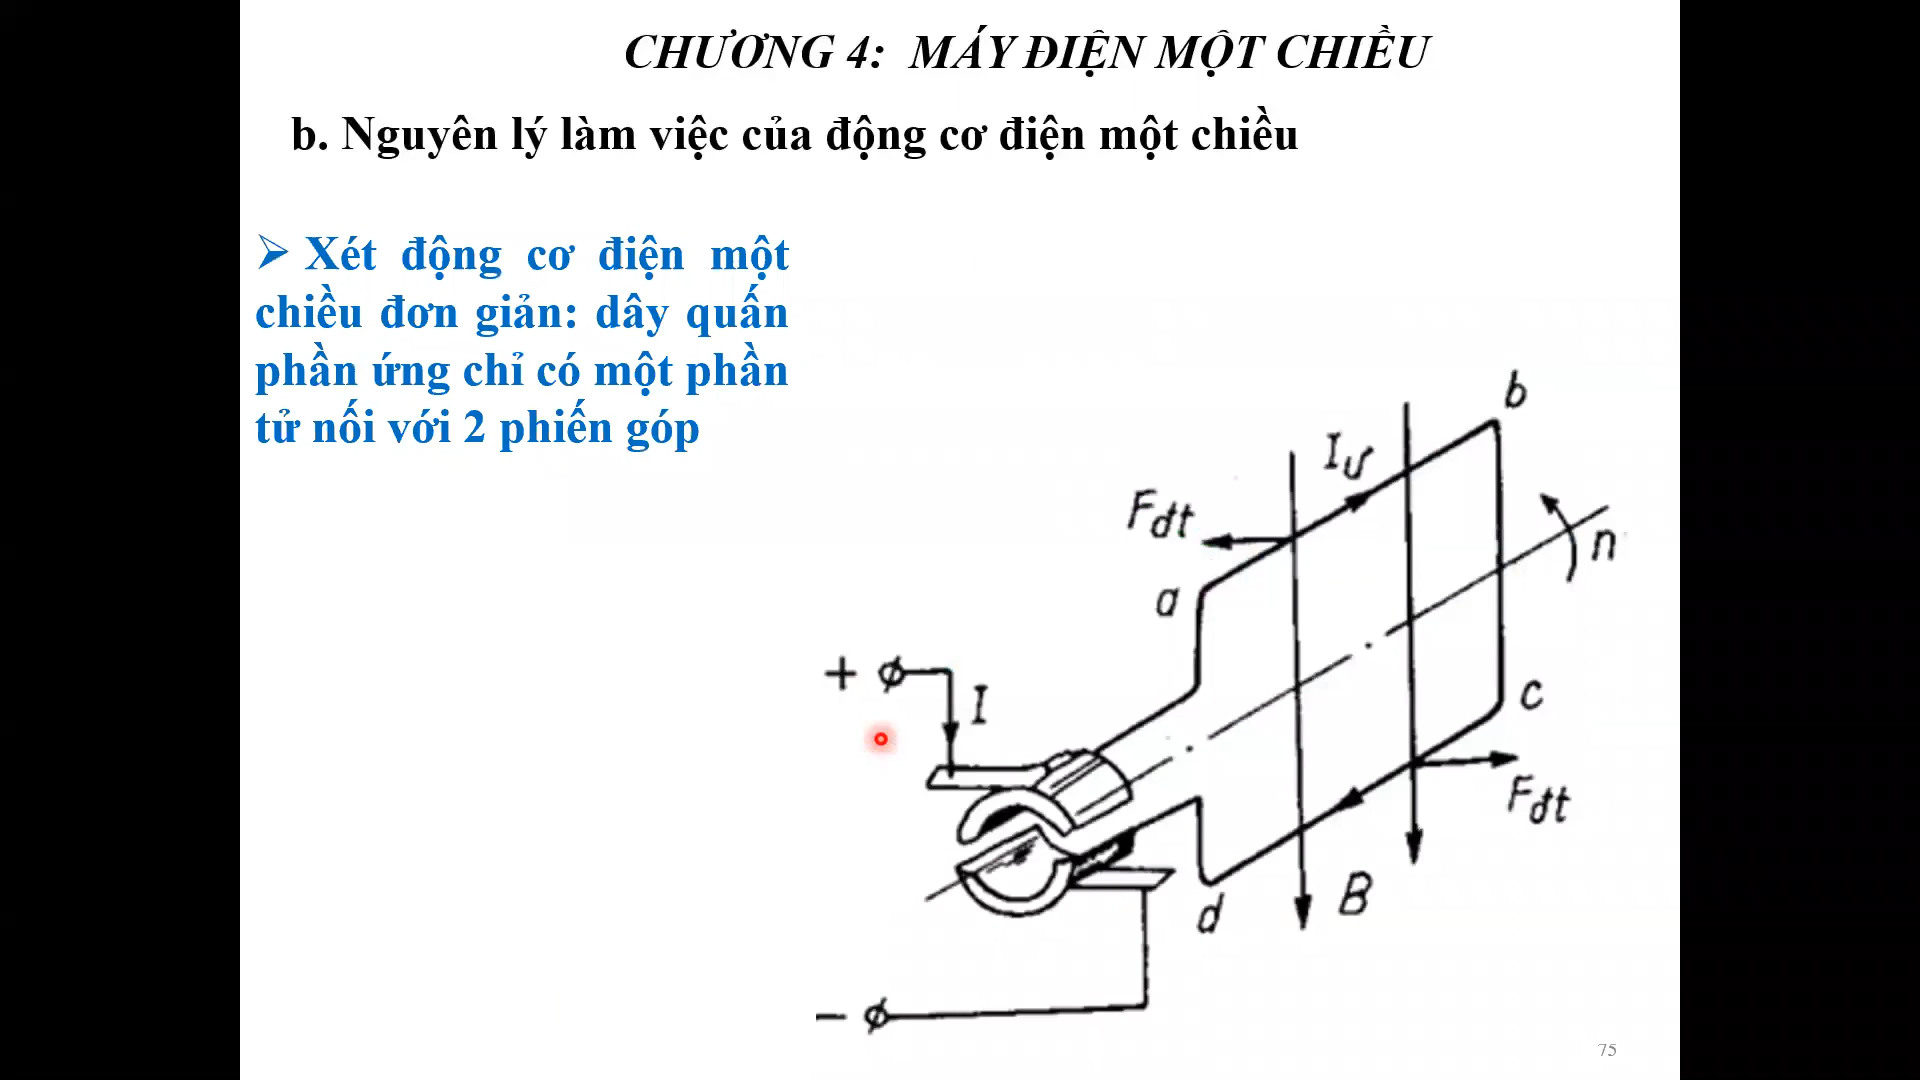 CHƯƠNG 4: MÁY ĐIỆN MỘT CHIỀU
b. Nguyên lý làm việc của động cơ điện một chiều
➢ Xét động cơ điện một
chiều đơn giản: dây quấn
phần ứng chỉ có một phần
tử nối với 2 phiến góp
b
Iư
Fđt
n
a
c
+
I
Fđt
B
d
−
75